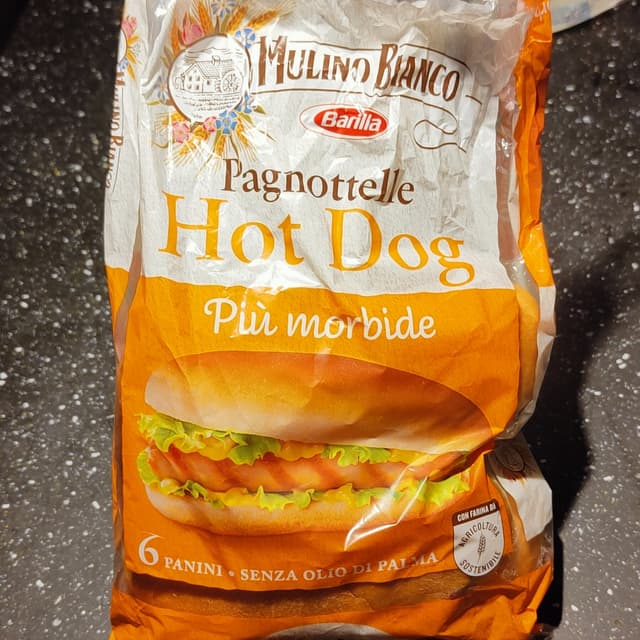 MULINO BIANCO
Barilla
Pagnottelle
Hot Dog
Più morbide
CON FARINA DA
AGRICOLTURA
SOSTENIBILE
6 PANINI • SENZA OLIO DI PALMA